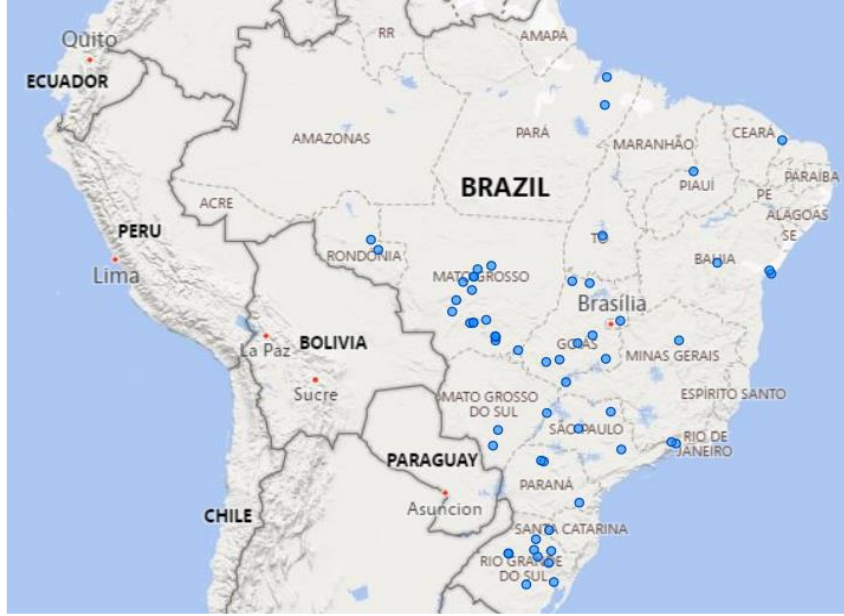 RR
AMAPÁ
Quito
ECUADOR
AMAZONAS
PARÁ
MARANHÃO
CEARÁ
PARAÍBA
PIAUÍ
PE
ALAGOAS
SE
BRAZIL
ACRE
PERU
Lima
RONDÔNIA
TO
BAHIA
MATO GROSSO
Brasília
BOLIVIA
La Paz
GOIÁS
MINAS GERAIS
Sucre
MATO GROSSO
DO SUL
ESPÍRITO SANTO
SÃO PAULO
RIO DE
JANEIRO
PARAGUAY
PARANÁ
Asuncion
CHILE
SANTA CATARINA
RIO GRANDE
DO SUL